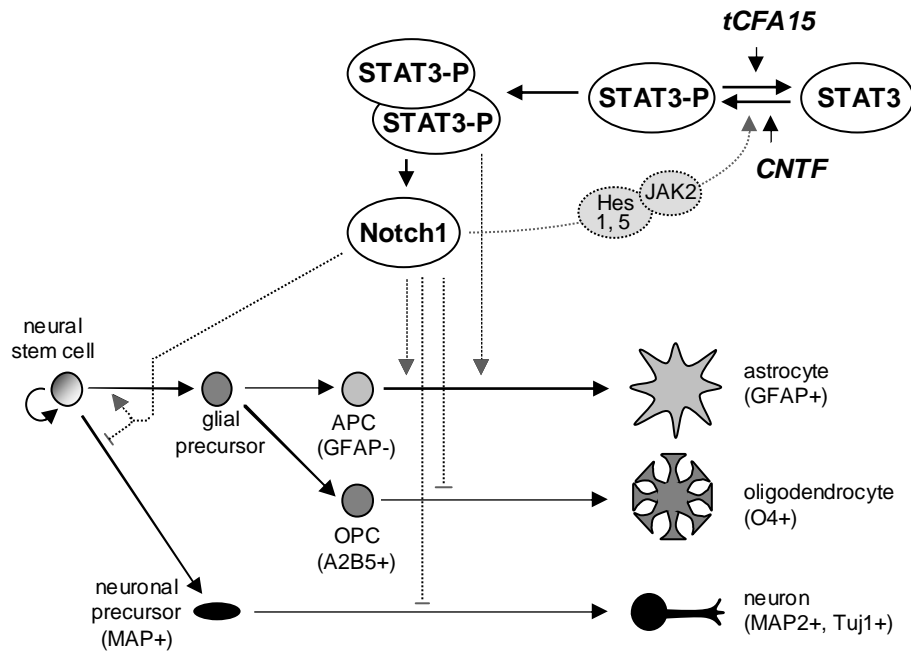 tCFA15
STAT3-P
STAT3-P
STAT3-P
STAT3
CNTF
JAK2
Hes
1, 5
Notch1
neural
stem cell
glial
precursor
APC
(GFAP-)
astrocyte
(GFAP+)
OPC
(A2B5+)
oligodendrocyte
(O4+)
neuronal
precursor
(MAP+)
neuron
(MAP2+, Tuj1+)